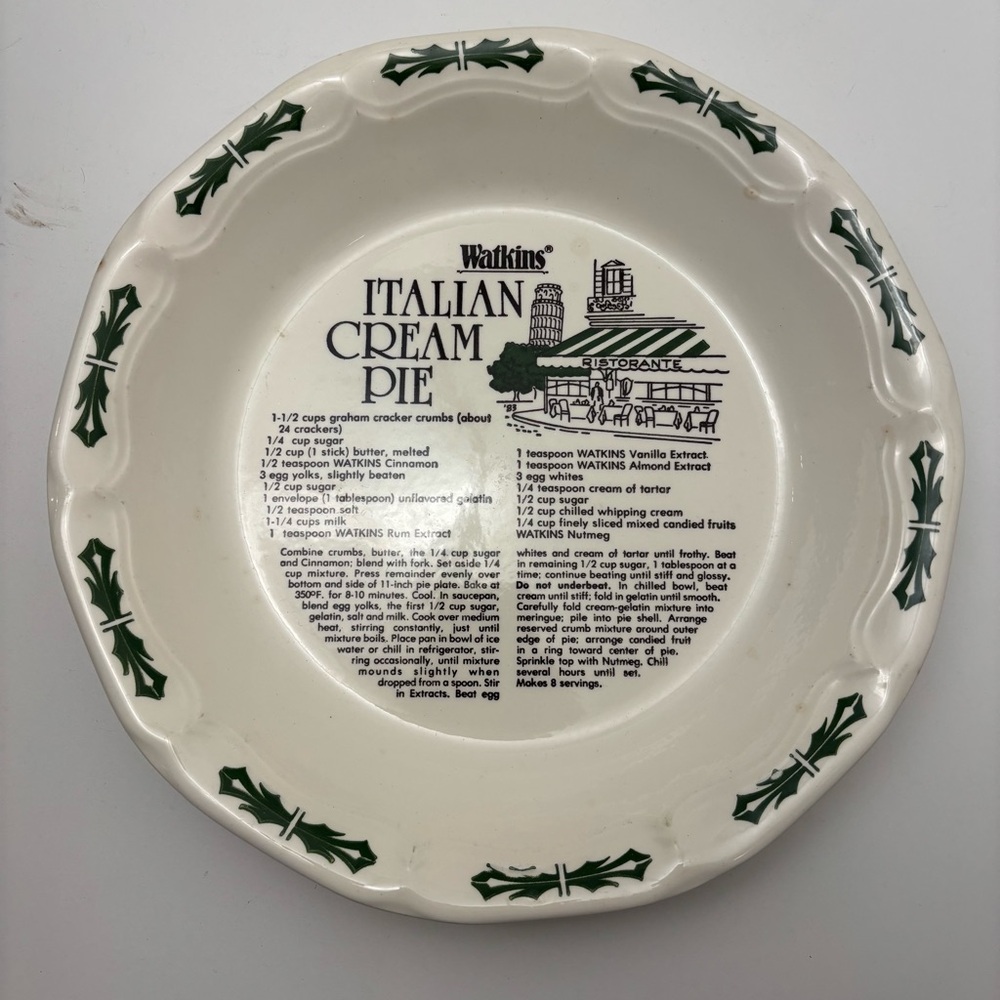 Watkins®
ITALIAN
CREAM
PIE
RISTORANTE
'83
1-1/2 cups graham cracker crumbs (about
24 crackers)
1/4 cup sugar
1/2 cup (1 stick) butter, melted
1/2 teaspoon WATKINS Cinnamon
3 egg yolks, slightly beaten
1/2 cup sugar
1 envelope (1 tablespoon) unflavored gelatin
1/2 teaspoon salt
1-1/4 cups milk
1 teaspoon WATKINS Rum Extract
1 teaspoon WATKINS Vanilla Extract
1 teaspoon WATKINS Almond Extract
3 egg whites
1/4 teaspoon cream of tartar
1/2 cup sugar
1/2 cup chilled whipping cream
1/4 cup finely sliced mixed candied fruits
WATKINS Nutmeg
Combine crumbs, butter, the 1/4 cup sugar
and Cinnamon; blend with fork. Set aside 1/4
cup mixture. Press remainder evenly over
bottom and side of 11-inch pie plate. Bake at
350ºF. for 8-10 minutes. Cool. In saucepan,
blend egg yolks, the first 1/2 cup sugar,
gelatin, salt and milk. Cook over medium
heat, stirring constantly, just until
mixture boils. Place pan in bowl of ice
water or chill in refrigerator, stir-
ring occasionally, until mixture
mounds slightly when
dropped from a spoon. Stir
in Extracts. Beat egg
whites and cream of tartar until frothy. Beat
in remaining 1/2 cup sugar, 1 tablespoon at a
time; continue beating until stiff and glossy.
Do not underbeat. In chilled bowl, beat
cream until stiff; fold in gelatin until smooth.
Carefully fold cream-gelatin mixture into
meringue; pile into pie shell. Arrange
reserved crumb mixture around outer
edge of pie; arrange candied fruit
in a ring toward center of pie.
Sprinkle top with Nutmeg. Chill
several hours until set.
Makes 8 servings.